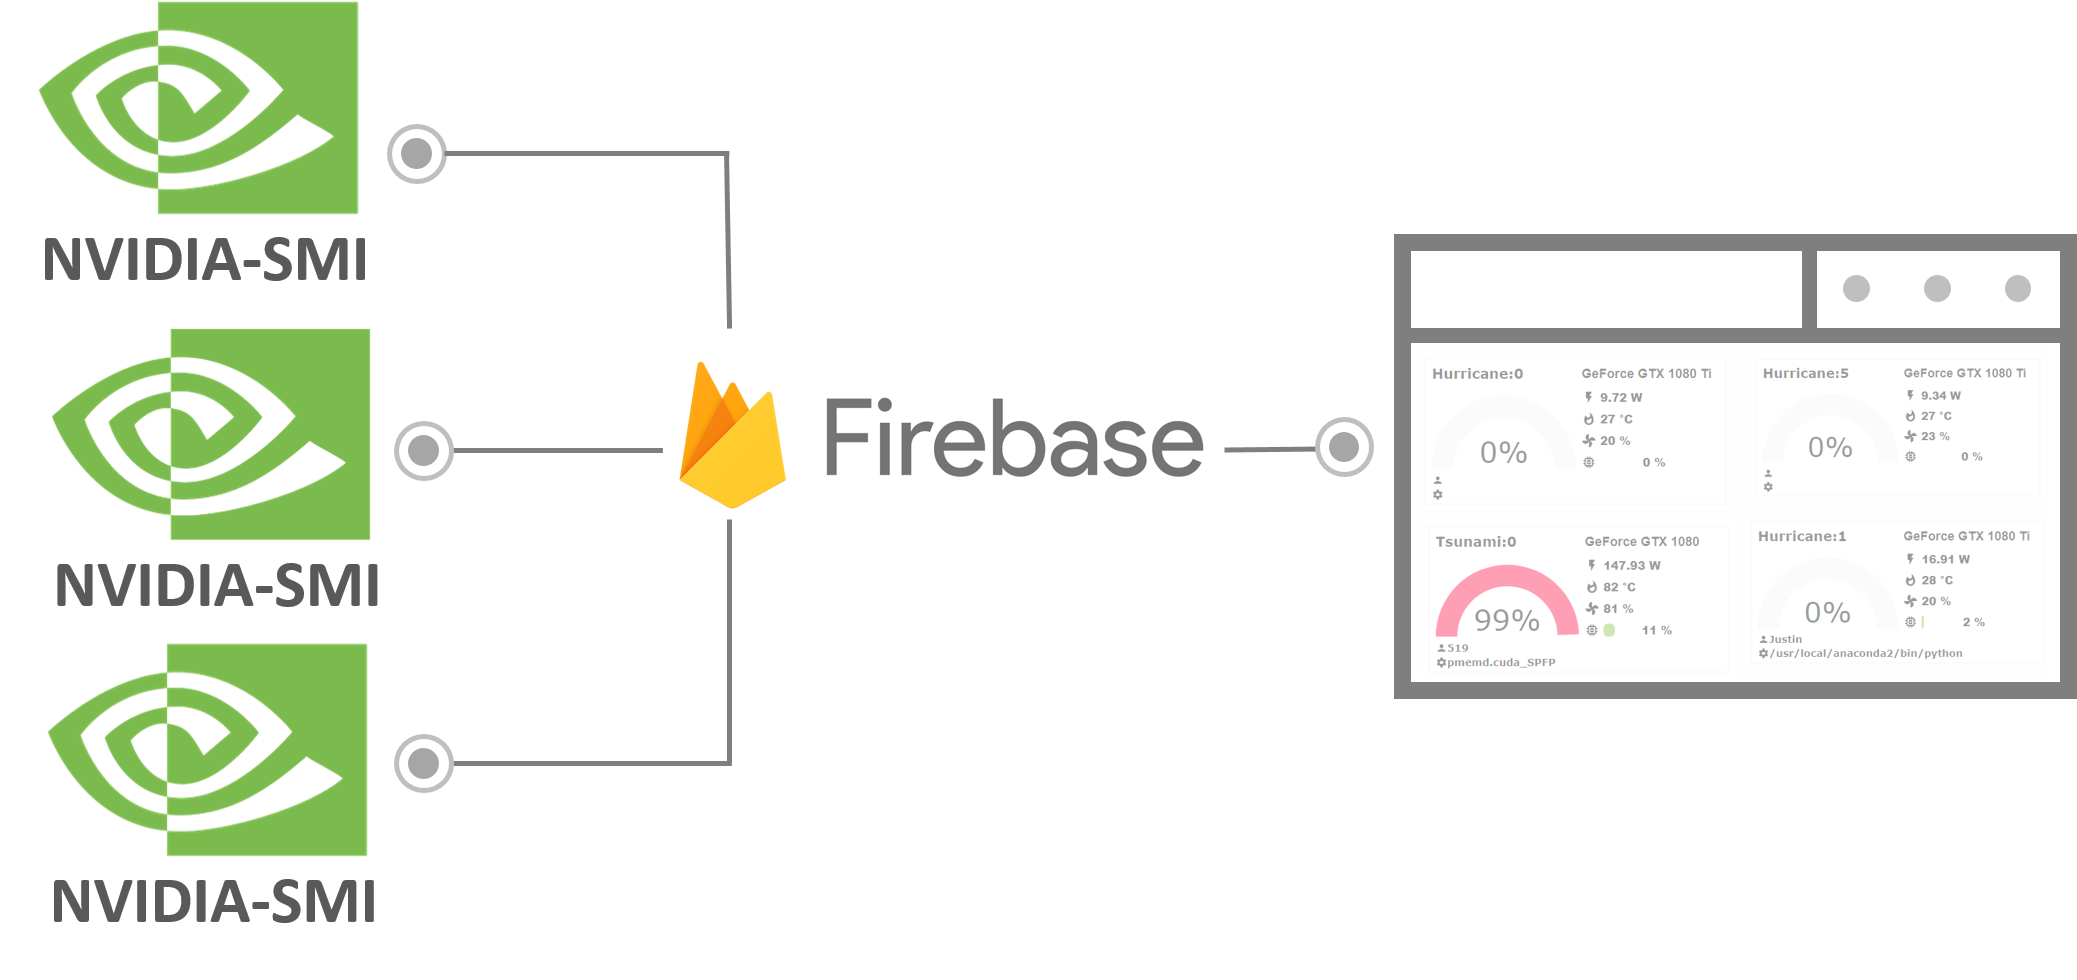 NVIDIA-SMI
NVIDIA-SMI
NVIDIA-SMI
Firebase
Hurricane:0
GeForce GTX 1080 Ti
9.72 W
27 °C
20 %
0 %
0%
Hurricane:5
GeForce GTX 1080 Ti
9.34 W
27 °C
23 %
0 %
0%
Tsunami:0
GeForce GTX 1080
147.93 W
82 °C
81 %
11 %
99%
519
pmemd.cuda_SPFP
Hurricane:1
GeForce GTX 1080 Ti
16.91 W
28 °C
20 %
2 %
0%
Justin
/usr/local/anaconda2/bin/python